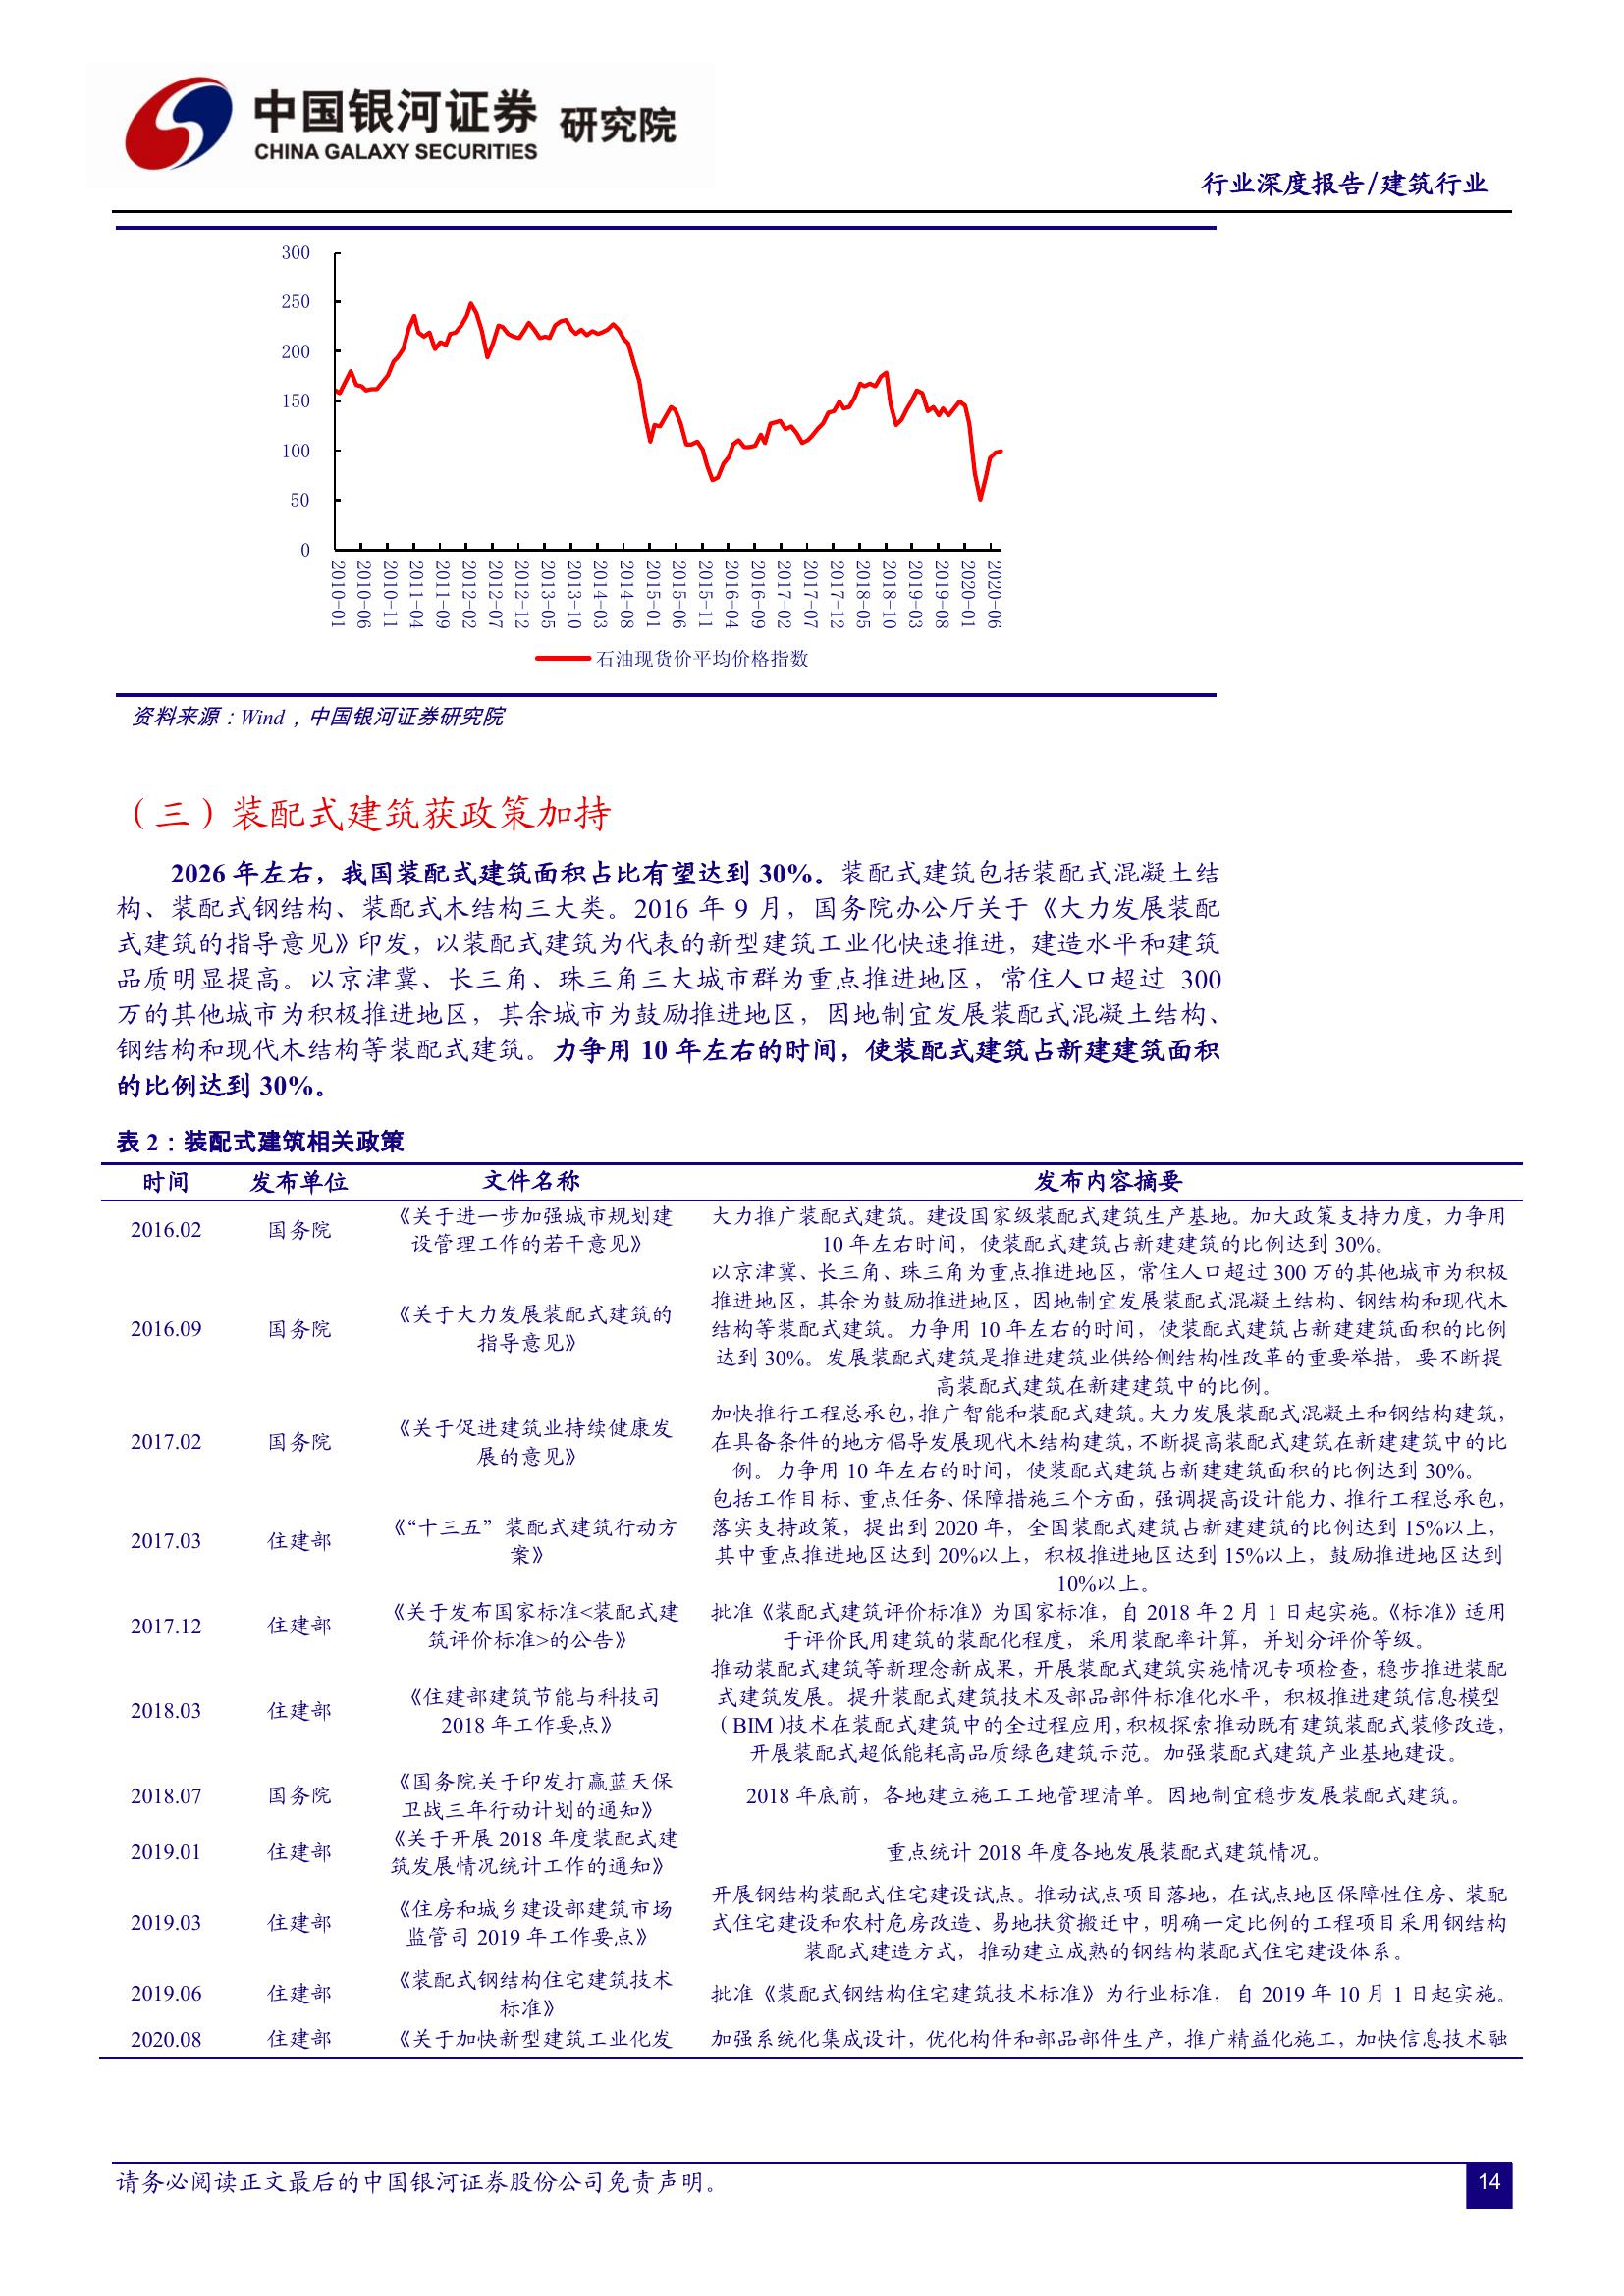 中国银河证券 研究院
CHINA GALAXY SECURITIES
行业深度报告/建筑行业
300
250
200
150
100
50
0
2010-01 2010-06 2010-11 2011-04 2011-09 2012-02 2012-07 2012-12 2013-05 2013-10 2014-03 2014-08 2015-01 2015-06 2015-11 2016-04 2016-09 2017-02 2017-07 2017-12 2018-05 2018-10 2019-03 2019-08 2020-01 2020-06
石油现货价平均价格指数
资料来源：Wind，中国银河证券研究院
（三）装配式建筑获政策加持
2026 年左右，我国装配式建筑面积占比有望达到 30%。装配式建筑包括装配式混凝土结
构、装配式钢结构、装配式木结构三大类。2016 年 9 月，国务院办公厅关于《大力发展装配
式建筑的指导意见》印发，以装配式建筑为代表的新型建筑工业化快速推进，建造水平和建筑
品质明显提高。以京津冀、长三角、珠三角三大城市群为重点推进地区，常住人口超过 300
万的其他城市为积极推进地区，其余城市为鼓励推进地区，因地制宜发展装配式混凝土结构、
钢结构和现代木结构等装配式建筑。力争用 10 年左右的时间，使装配式建筑占新建建筑面积
的比例达到 30%。
表 2：装配式建筑相关政策
时间 发布单位 文件名称 发布内容摘要
2016.02 国务院
《关于进一步加强城市规划建
设管理工作的若干意见》
大力推广装配式建筑。建设国家级装配式建筑生产基地。加大政策支持力度，力争用
10 年左右时间，使装配式建筑占新建建筑的比例达到 30%。
2016.09 国务院
《关于大力发展装配式建筑的
指导意见》
以京津冀、长三角、珠三角为重点推进地区，常住人口超过 300 万的其他城市为积极
推进地区，其余为鼓励推进地区，因地制宜发展装配式混凝土结构、钢结构和现代木
结构等装配式建筑。力争用 10 年左右的时间，使装配式建筑占新建建筑面积的比例
达到 30%。发展装配式建筑是推进建筑业供给侧结构性改革的重要举措，要不断提
高装配式建筑在新建建筑中的比例。
2017.02 国务院
《关于促进建筑业持续健康发
展的意见》
加快推行工程总承包，推广智能和装配式建筑。大力发展装配式混凝土和钢结构建筑，
在具备条件的地方倡导发展现代木结构建筑，不断提高装配式建筑在新建建筑中的比
例。力争用 10 年左右的时间，使装配式建筑占新建建筑面积的比例达到 30%。
2017.03 住建部
《“十三五”装配式建筑行动方
案》
包括工作目标、重点任务、保障措施三个方面，强调提高设计能力、推行工程总承包，
落实支持政策，提出到 2020 年，全国装配式建筑占新建建筑的比例达到 15%以上，
其中重点推进地区达到 20%以上，积极推进地区达到 15%以上，鼓励推进地区达到
10%以上。
2017.12 住建部
《关于发布国家标准<装配式建
筑评价标准>的公告》
批准《装配式建筑评价标准》为国家标准，自 2018 年 2 月 1 日起实施。《标准》适用
于评价民用建筑的装配化程度，采用装配率计算，并划分评价等级。
2018.03 住建部
《住建部建筑节能与科技司
2018 年工作要点》
推动装配式建筑等新理念新成果，开展装配式建筑实施情况专项检查，稳步推进装配
式建筑发展。提升装配式建筑技术及部品部件标准化水平，积极推进建筑信息模型
（BIM)技术在装配式建筑中的全过程应用，积极探索推动既有建筑装配式装修改造，
开展装配式超低能耗高品质绿色建筑示范。加强装配式建筑产业基地建设。
2018.07 国务院
《国务院关于印发打赢蓝天保
卫战三年行动计划的通知》
2018 年底前，各地建立施工工地管理清单。因地制宜稳步发展装配式建筑。
2019.01 住建部
《关于开展 2018 年度装配式建
筑发展情况统计工作的通知》
重点统计 2018 年度各地发展装配式建筑情况。
2019.03 住建部
《住房和城乡建设部建筑市场
监管司 2019 年工作要点》
开展钢结构装配式住宅建设试点。推动试点项目落地，在试点地区保障性住房、装配
式住宅建设和农村危房改造、易地扶贫搬迁中，明确一定比例的工程项目采用钢结构
装配式建造方式，推动建立成熟的钢结构装配式住宅建设体系。
2019.06 住建部
《装配式钢结构住宅建筑技术
标准》
批准《装配式钢结构住宅建筑技术标准》为行业标准，自 2019 年 10 月 1 日起实施。
2020.08 住建部 《关于加快新型建筑工业化发 加强系统化集成设计，优化构件和部品部件生产，推广精益化施工，加快信息技术融
请务必阅读正文最后的中国银河证券股份公司免责声明。
14